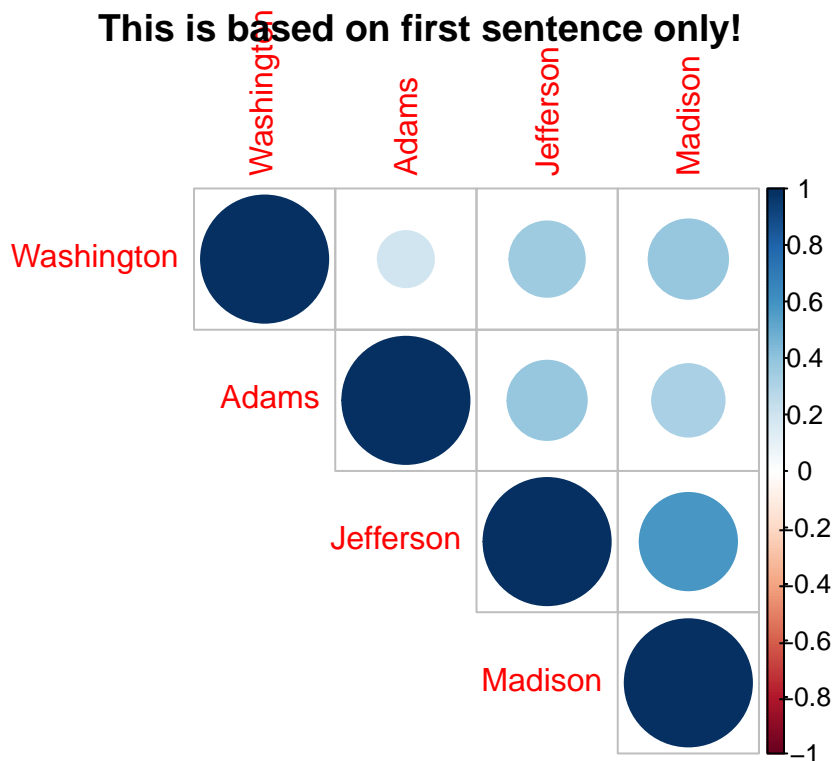 This is based on first sentence only!
Washington
Adams
Jefferson
Madison
Washington
Adams
Jefferson
Madison
1
0.8
0.6
0.4
0.2
0
−0.2
−0.4
−0.6
−0.8
−1